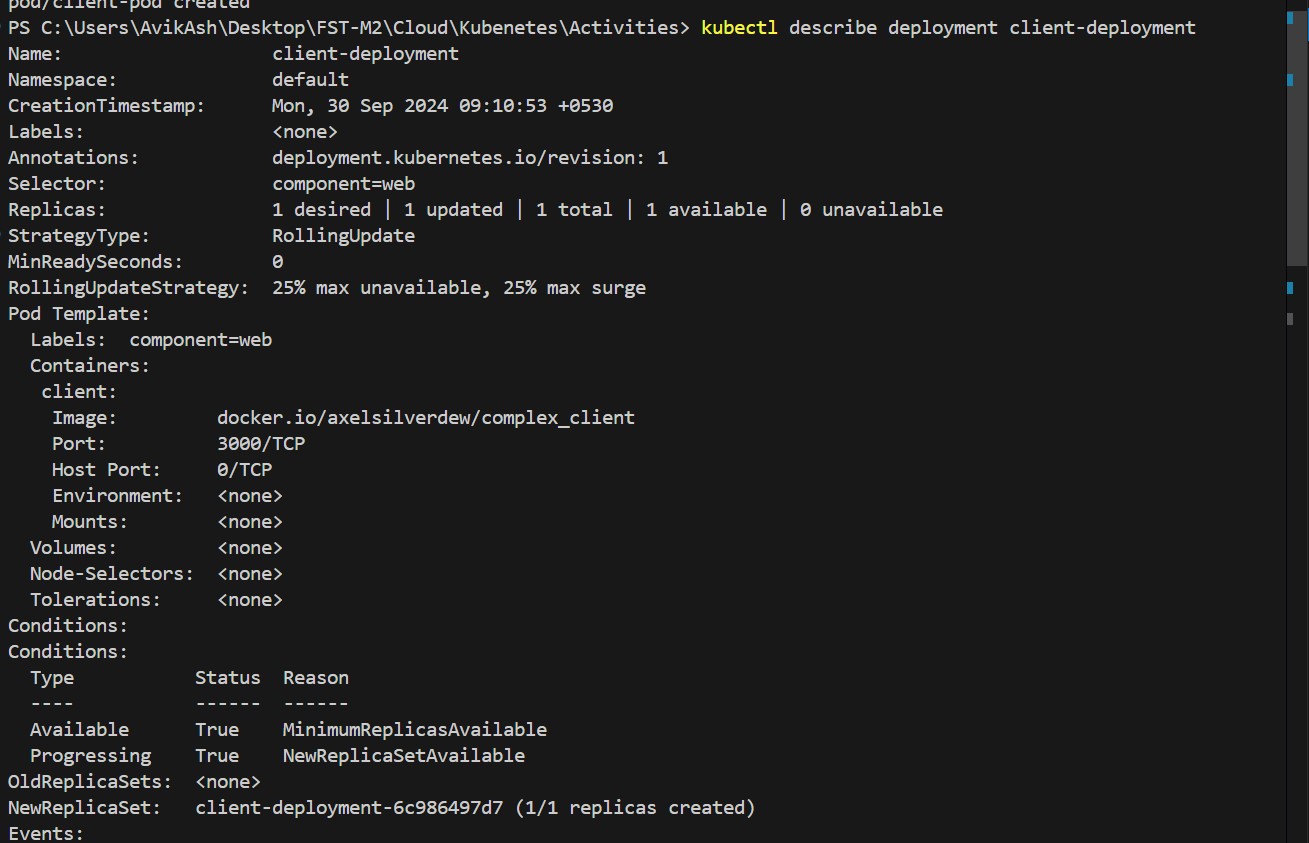 pod/client-pod created
PS C:\Users\AvikAsh\Desktop\FST-M2\Cloud\Kubenetes\Activities> kubectl describe deployment client-deployment
Name:                   client-deployment
Namespace:              default
CreationTimestamp:      Mon, 30 Sep 2024 09:10:53 +0530
Labels:                 <none>
Annotations:            deployment.kubernetes.io/revision: 1
Selector:               component=web
Replicas:               1 desired | 1 updated | 1 total | 1 available | 0 unavailable
StrategyType:           RollingUpdate
MinReadySeconds:        0
RollingUpdateStrategy:  25% max unavailable, 25% max surge
Pod Template:
  Labels:  component=web
  Containers:
   client:
    Image:         docker.io/axelsilverdew/complex_client
    Port:          3000/TCP
    Host Port:     0/TCP
    Environment:   <none>
    Mounts:        <none>
  Volumes:         <none>
  Node-Selectors:  <none>
  Tolerations:     <none>
Conditions:
Conditions:
  Type           Status  Reason
  ----           ------  ------
  Available      True    MinimumReplicasAvailable
  Progressing    True    NewReplicaSetAvailable
OldReplicaSets:  <none>
NewReplicaSet:   client-deployment-6c986497d7 (1/1 replicas created)
Events: